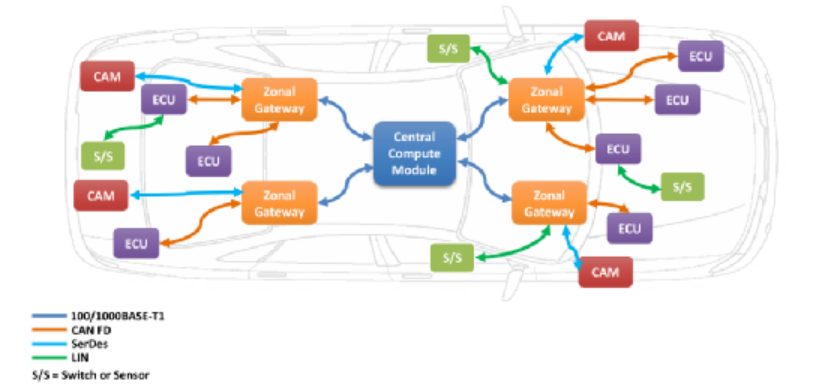 CAM
S/S
ECU
CAM
Zonal
Gateway
Zonal
Gateway
ECU
ECU
ECU
Central
Compute
Module
S/S
ECU
ECU
CAM
Zonal
Gateway
Zonal
Gateway
S/S
ECU
ECU
S/S
CAM
100/1000BASE-T1
CAN FD
SerDes
LIN
S/S = Switch or Sensor